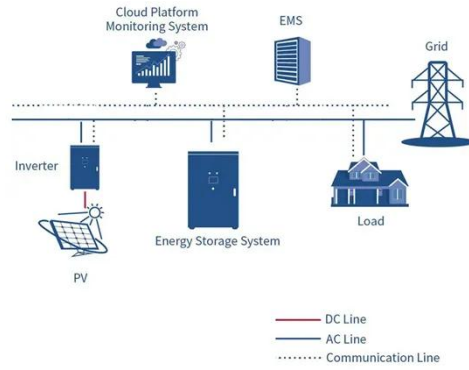 Cloud Platform
Monitoring System
EMS
Grid
Inverter
Energy Storage System
Load
PV
DC Line
AC Line
Communication Line